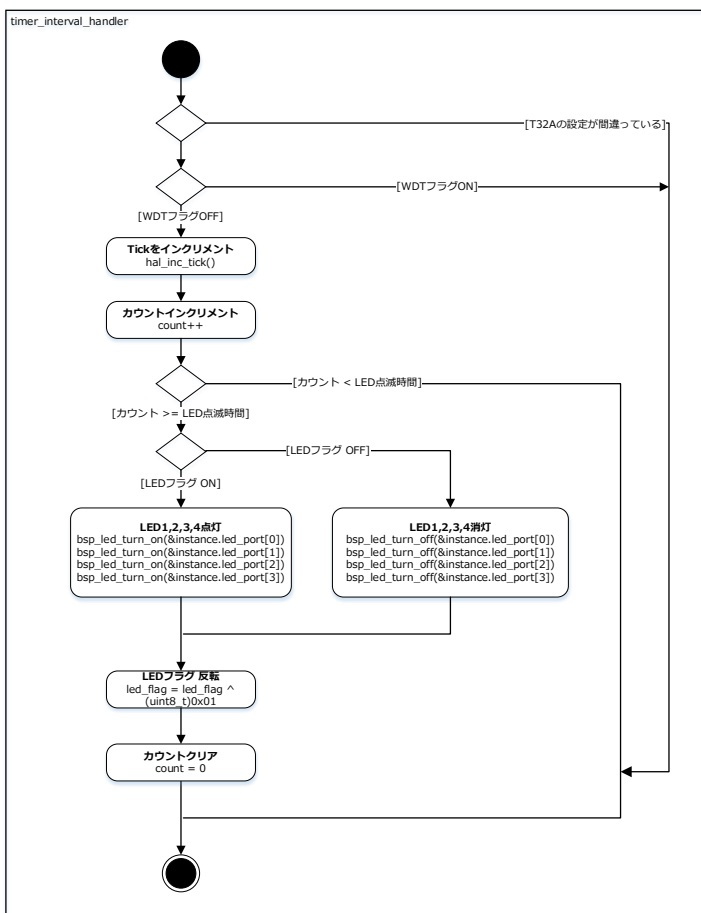 timer_interval_handler
[T32Aの設定が間違っている]
[WDTフラグON]
[WDTフラグOFF]
Tickをインクリメント
hal_inc_tick()
カウントインクリメント
count++
[カウント < LED点滅時間]
[カウント >= LED点滅時間]
[LEDフラグ OFF]
[LEDフラグ ON]
LED1,2,3,4点灯
bsp_led_turn_on(&instance.led_port[0])
bsp_led_turn_on(&instance.led_port[1])
bsp_led_turn_on(&instance.led_port[2])
bsp_led_turn_on(&instance.led_port[3])
LED1,2,3,4消灯
bsp_led_turn_off(&instance.led_port[0])
bsp_led_turn_off(&instance.led_port[1])
bsp_led_turn_off(&instance.led_port[2])
bsp_led_turn_off(&instance.led_port[3])
LEDフラグ 反転
led_flag = led_flag ^
(uint8_t)0x01
カウントクリア
count = 0